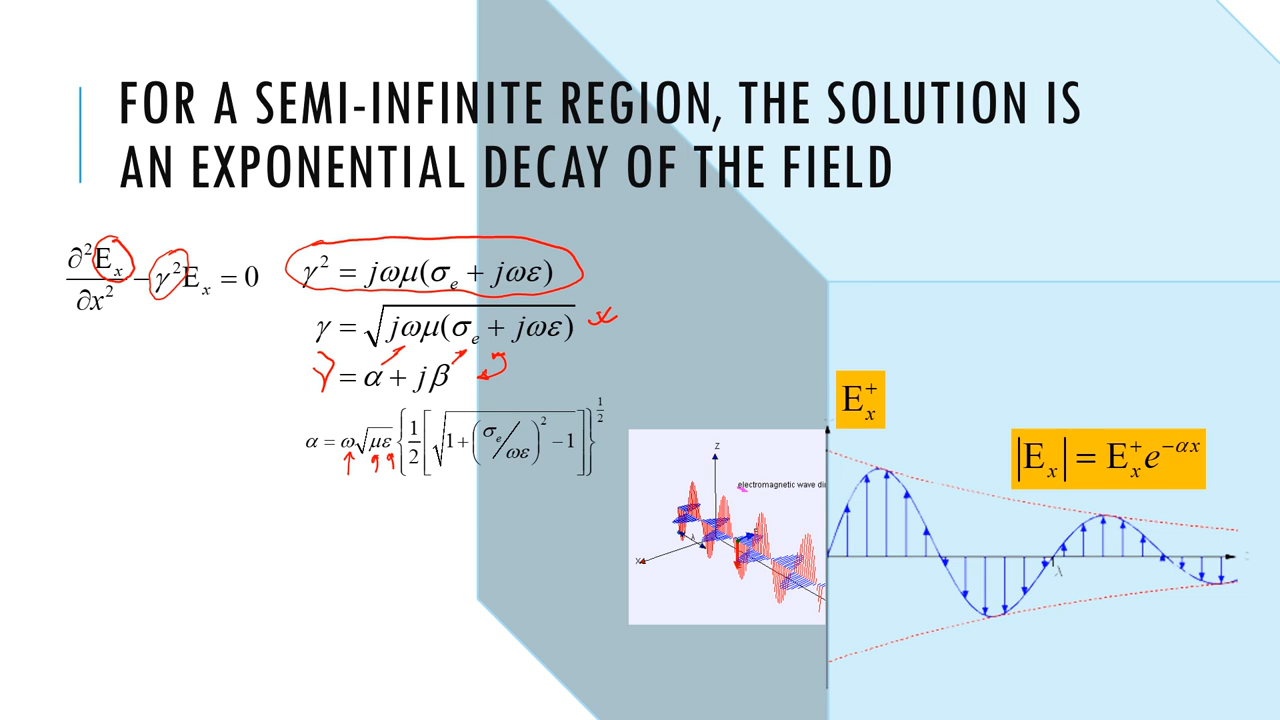 FOR A SEMI-INFINITE REGION, THE SOLUTION IS
AN EXPONENTIAL DECAY OF THE FIELD
∂²Eₓ/∂x² − γ²Eₓ = 0
γ² = jωμ(σₑ + jωε)
γ = √(jωμ(σₑ + jωε))
γ = α + jβ
α = ω√με {1/2[√(1+(σₑ/ωε)²) −1]}^(1/2)
Eₓ⁺
|Eₓ| = Eₓ⁺e^(−αx)
Z
electromagnetic wave di
X
λ